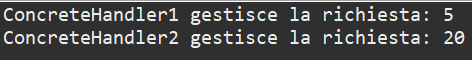 ConcreteHandler1 gestisce la richiesta: 5
ConcreteHandler2 gestisce la richiesta: 20